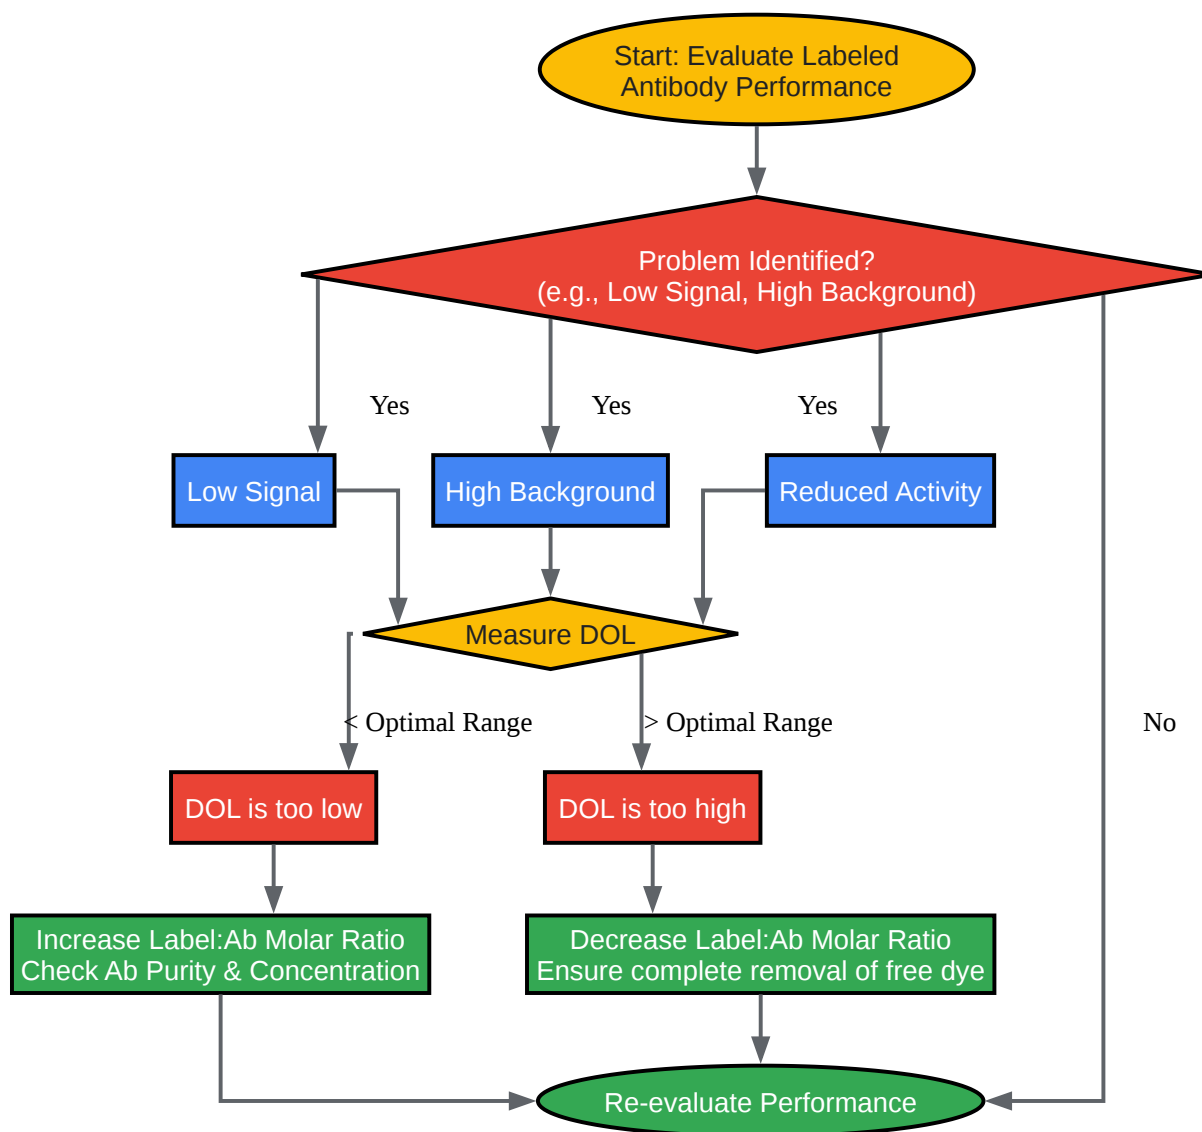 Start: Evaluate Labeled
Antibody Performance
Problem Identified?
(e.g., Low Signal, High Background)
Yes
Yes
Yes
Low Signal
High Background
Reduced Activity
Measure DOL
< Optimal Range
> Optimal Range
No
DOL is too low
DOL is too high
Increase Label:Ab Molar Ratio
Check Ab Purity & Concentration
Decrease Label:Ab Molar Ratio
Ensure complete removal of free dye
Re-evaluate Performance